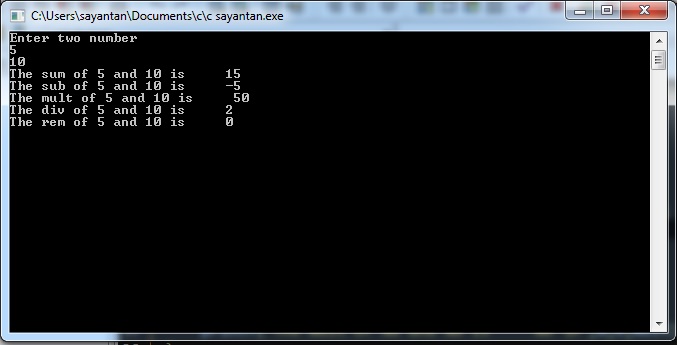 C:\Users\sayantan\Documents\c\c sayantan.exe
Enter two number
5
10
The sum of 5 and 10 is     15
The sub of 5 and 10 is     -5
The mult of 5 and 10 is     50
The div of 5 and 10 is     2
The rem of 5 and 10 is     0